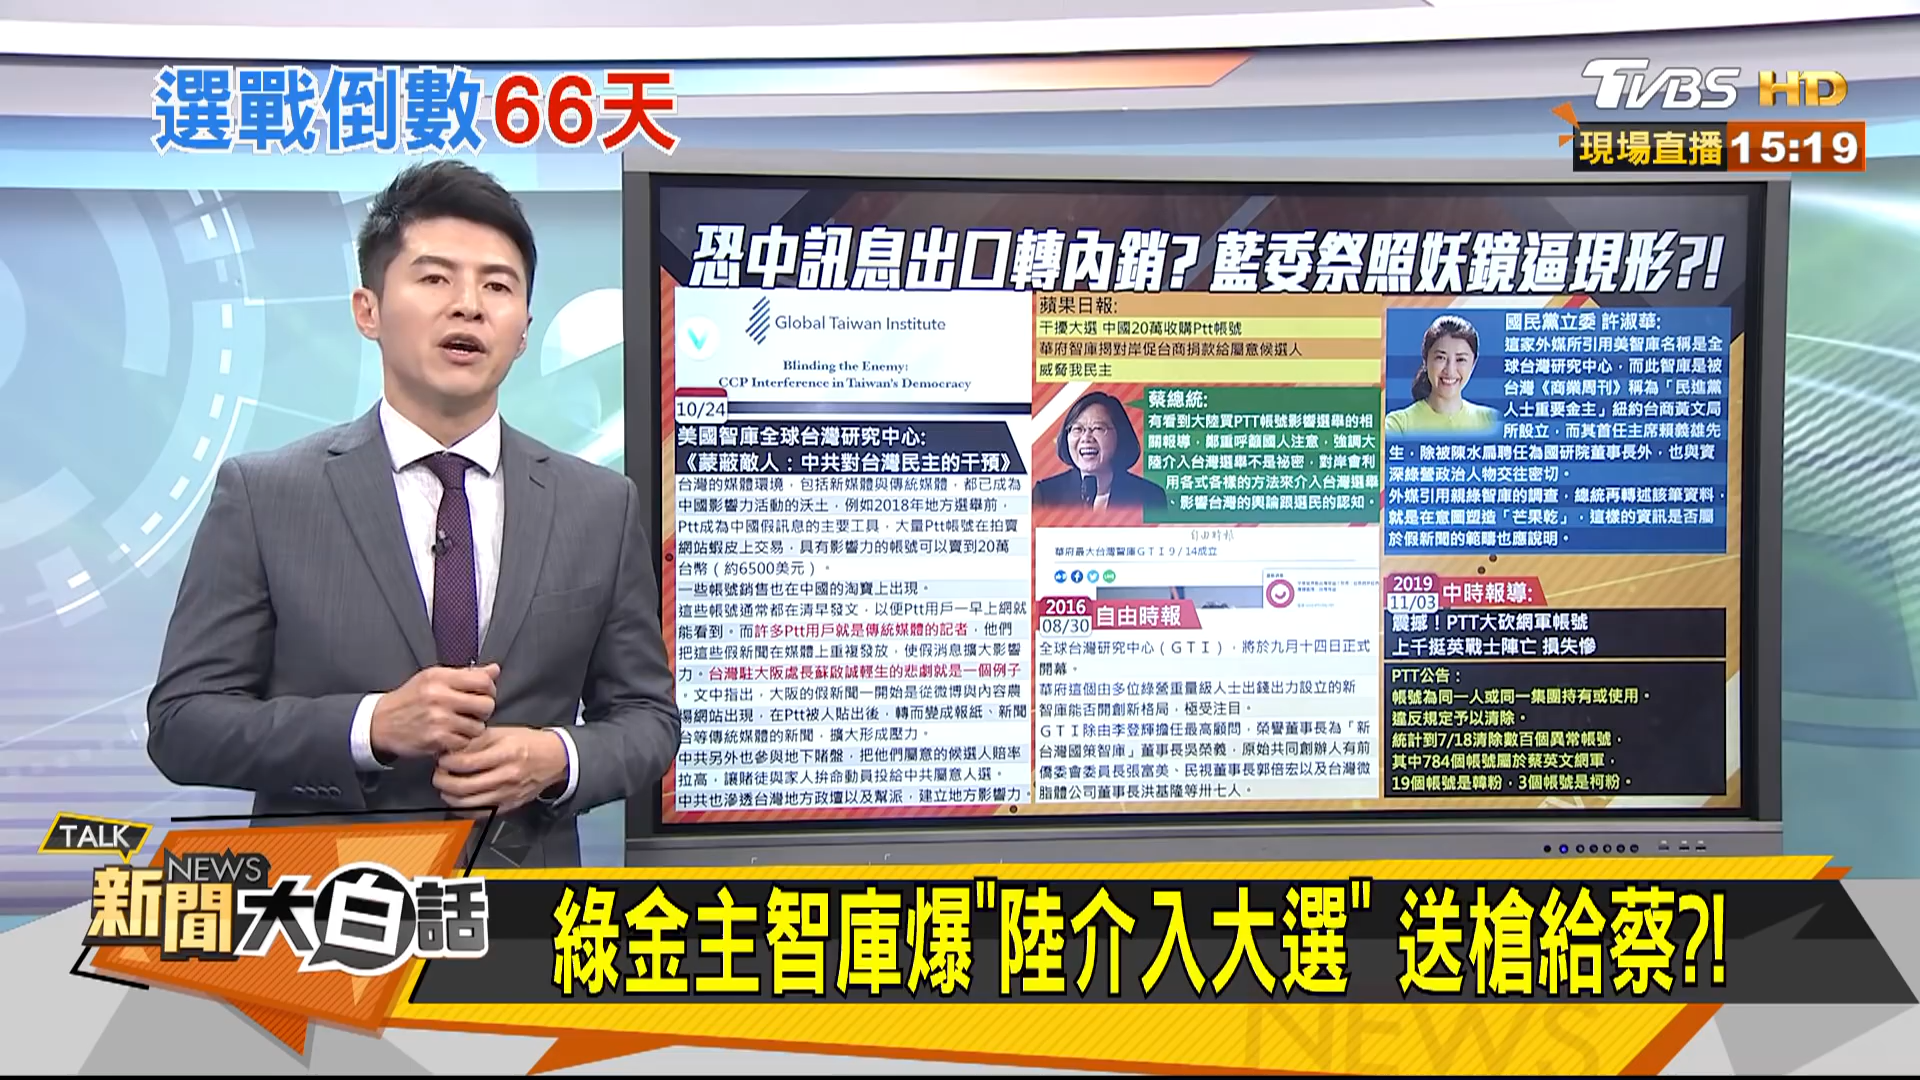 選戰倒數66天
TVBS HD
現場直播 15:19
恐中訊息出口轉內銷? 藍委祭照妖鏡逼現形?!
Global Taiwan Institute
Blinding the Enemy:
CCP Interference in Taiwan's Democracy
10/24
美國智庫全球台灣研究中心:
《蒙蔽敵人：中共對台灣民主的干預》
台灣的媒體環境，包括新媒體與傳統媒體，都已成為
中國影響力活動的沃土，例如2018年地方選舉前，
Ptt成為中國假訊息的主要工具，大量Ptt帳號在拍賣
網站蝦皮上交易，具有影響力的帳號可以賣到20萬
台幣（約6500美元）。
一些帳號銷售也在中國的淘寶上出現。
這些帳號通常都在清早發文，以便Ptt用戶一早上網就
能看到。而許多Ptt用戶就是傳統媒體的記者，他們
把這些假新聞在媒體上重複發放，使假消息擴大影響
力。台灣駐大阪處長蘇啟誠輕生的悲劇就是一個例子
。文中指出，大阪的假新聞一開始是從微博與內容農
場網站出現，在Ptt被人貼出後，轉而變成報紙、新聞
台等傳統媒體的新聞，擴大形成壓力。
中共另外也參與地下賭盤，把他們屬意的候選人賠率
拉高，讓賭徒與家人拚命動員投給中共屬意人選。
中共也滲透台灣地方政壇以及幫派，建立地方影響力。
蘋果日報:
干擾大選 中國20萬收購Ptt帳號
華府智庫揭對岸促台商捐款給屬意候選人
威脅我民主
蔡總統:
有看到大陸買PTT帳號影響選舉的相
關報導，鄭重呼籲國人注意，強調大
陸介入台灣選舉不是祕密，對岸會利
用各式各樣的方法來介入台灣選舉
、影響台灣的輿論跟選民的認知。
自由時報
華府最大台灣智庫GTI 9／14成立
2016
08/30
自由時報
全球台灣研究中心（GTI），將於九月十四日正式
開幕。
華府這個由多位綠營重量級人士出錢出力設立的新
智庫能否開創新格局，極受注目。
GTI除由李登輝擔任最高顧問，榮譽董事長為「新
台灣國策智庫」董事長吳榮義，原始共同創辦人有前
僑委會委員長張富美、民視董事長郭倍宏以及台灣微
脂體公司董事長洪基隆等卅七人。
國民黨立委 許淑華:
這家外媒所引用美智庫名稱是全
球台灣研究中心，而此智庫是被
台灣《商業周刊》稱為「民進黨
人士重要金主」紐約台商黃文局
所設立，而其首任主席賴義雄先
生，除被陳水扁聘任為國研院董事長外，也與資
深綠營政治人物交往密切。
外媒引用親綠智庫的調查，總統再轉述該筆資料，
就是在意圖塑造「芒果乾」，這樣的資訊是否屬
於假新聞的範疇也應說明。
2019
11/03
中時報導:
震撼！PTT大砍網軍帳號
上千挺英戰士陣亡 損失慘
PTT公告：
帳號為同一人或同一集團持有或使用。
違反規定予以清除。
統計到7/18清除數百個異常帳號，
其中784個帳號屬於蔡英文網軍，
19個帳號是韓粉，3個帳號是柯粉。
TALK
NEWS
新聞大白話
綠金主智庫爆"陸介入大選" 送槍給蔡?!
NEWS